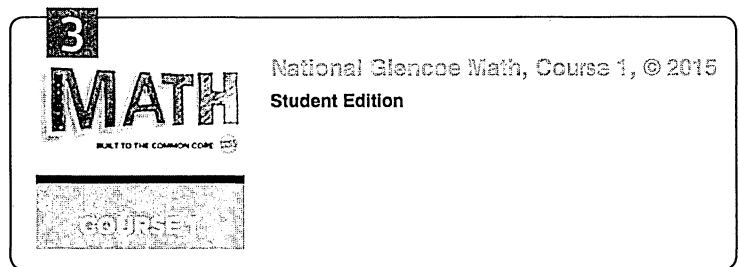 3
National Glencoe Math, Course 1, © 2015
Student Edition
MATH
BUILT TO THE COMMON CORE
COURSE 1